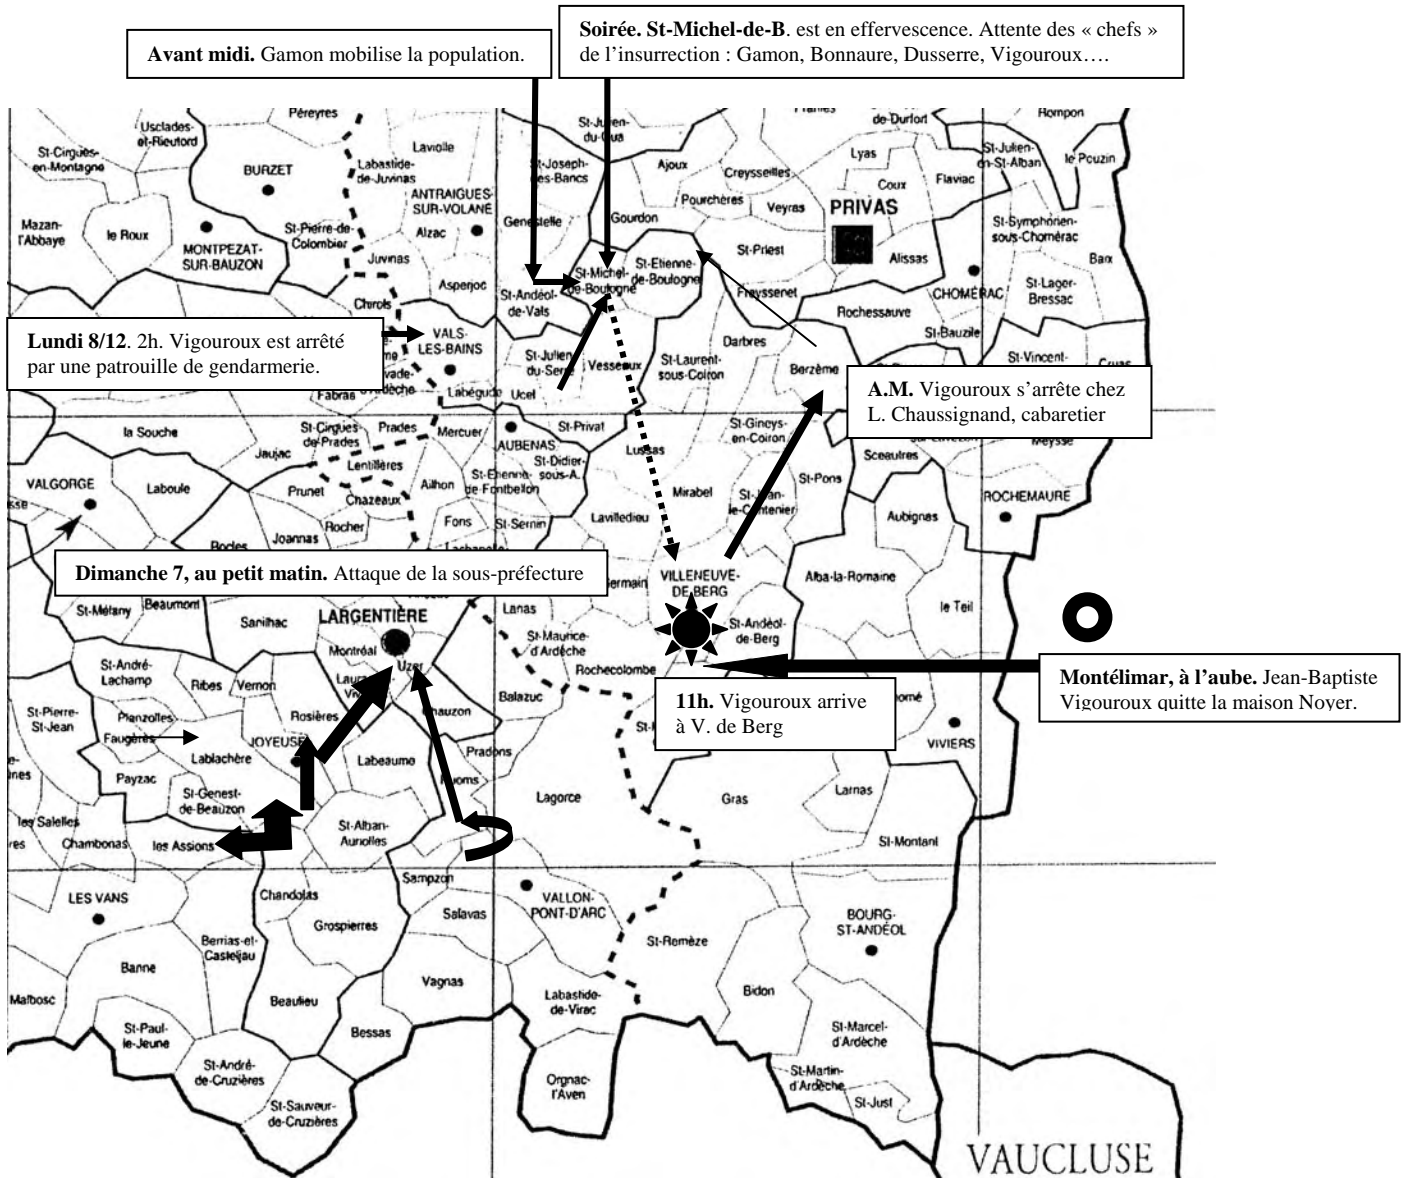 Avant midi. Gamon mobilise la population.
Soirée. St-Michel-de-B. est en effervescence. Attente des « chefs »
de l'insurrection : Gamon, Bonnaure, Dusserre, Vigouroux….
Péreyres
Usclades-
et-Rieutord
St-Cirgues-
en-Montagne
BURZET
Mazan-
l'Abbaye
le Roux
MONTPEZAT-
SUR-BAUZON
St-Pierre-de-
Colombier
Laviolle
Labastide-
de-Juvinas
ANTRAIGUES-
SUR-VOLANE
Alzac
Juvinas
Asperjoc
Chirols
St-Julien-
du-Gua
St-Joseph-
des-Bancs
Genestelle
Ajoux
Gourdon
Creysseilles
Pourchères
Veyras
PRIVAS
St-Priest
Lyas
Coux
de-Durfort
Flaviac
Rompon
St-Julien-
en-St-Alban
le Pouzin
St-Symphorien-
sous-Chomérac
Alissas
Baix
CHOMÉRAC
St-Lager-
Bressac
St-Michel-
de-Boulogne
St-Etienne-
de-Boulogne
St-Andéol-
de-Vals
Freyssenet
Rochessauve
St-Bauzile
St-Vincent-
Cruas
Lundi 8/12. 2h. Vigouroux est arrêté
par une patrouille de gendarmerie.
VALS-
LES-BAINS
St-Julien-
du-Serre
Vesseaux
St-Laurent-
sous-Coiron
Darbres
Berzème
A.M. Vigouroux s'arrête chez
L. Chaussignand, cabaretier
Fabras
Labégude
Ucel
la Souche
St-Cirgues-
de-Prades
Prades
Mercuer
Jaujac
Lentillères
AUBENAS
St-Privat
Lussas
St-Gineys-
en-Coiron
Sceautres
Meysse
VALGORGE
Laboule
Prunet
Chazeaux
Ailhon
St-Etienne-
de-Fontbellon
St-Didier-
sous-A.
Mirabel
St-Pons
ROCHEMAURE
Rocher
Joannas
Rocles
Fons
St-Sernin
Lavilledieu
St-Jean-
le-Centenier
Aubignas
Dimanche 7, au petit matin. Attaque de la sous-préfecture
VILLENEUVE-
DE-BERG
Alba-la-Romaine
le Teil
St-Mélany
Beaumont
Sanilhac
LARGENTIÈRE
Lanas
St-Andéol-
de-Berg
St-Maurice-
d'Ardèche
Rochecolombe
Montréal
Uzer
St-André-
Lachamp
Ribes
Vernon
Balazuc
Chauzon
Montélimar, à l'aube. Jean-Baptiste
Vigouroux quitte la maison Noyer.
11h. Vigouroux arrive
à V. de Berg
St-Pierre-
St-Jean
Planzolles
Rosières
Faugères
Lablachère
JOYEUSE
Labeaume
Pradons
Ruoms
VIVIERS
Payzac
St-Genest-
de-Beauzon
Lagorce
Gras
Larnas
les Salelles
Chambonas
les Assions
St-Alban-
Auriolles
St-Montant
LES VANS
Chandolas
Sampzon
VALLON-
PONT-D'ARC
BOURG-
ST-ANDÉOL
Grospierres
Salavas
St-Remèze
Berrias-et-
Casteljau
Banne
Malbosc
Beaulieu
Vagnas
Labastide-
de-Virac
Bidon
St-Paul-
le-Jeune
Bessas
St-Marcel-
d'Ardèche
St-André-
de-Cruzières
Orgnac-
l'Aven
St-Martin-
d'Ardèche
St-Just
St-Sauveur-
de-Cruzières
VAUCLUSE